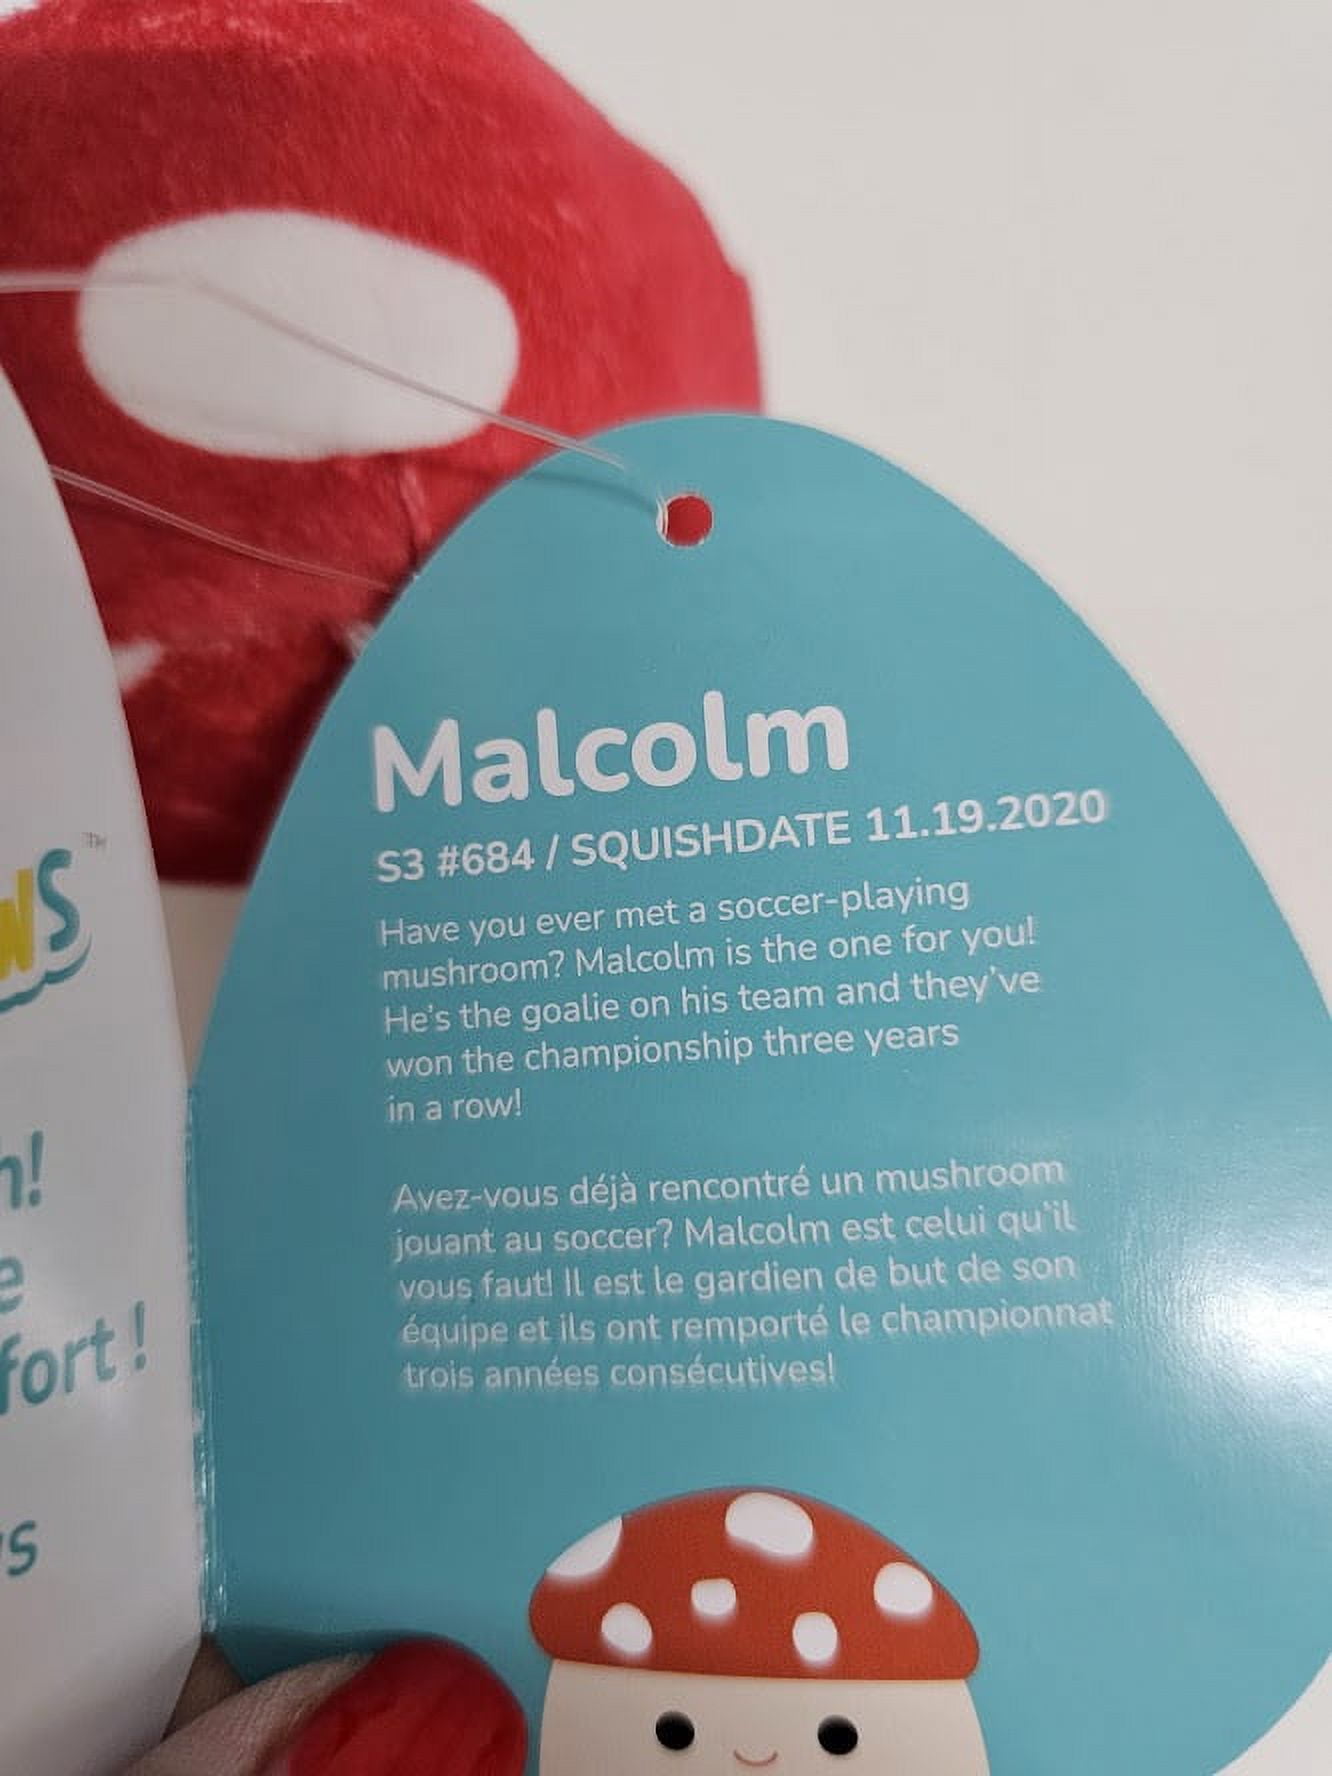 Malcolm
S3 #684 / SQUISHDATE 11.19.2020
Have you ever met a soccer-playing
mushroom? Malcolm is the one for you!
He's the goalie on his team and they've
won the championship three years
in a row!
Avez-vous déjà rencontré un mushroom
jouant au soccer? Malcolm est celui qu'il
vous faut! Il est le gardien de but de son
équipe et ils ont remporté le championnat
trois années consécutives!
ws™
h!
e
fort!
s